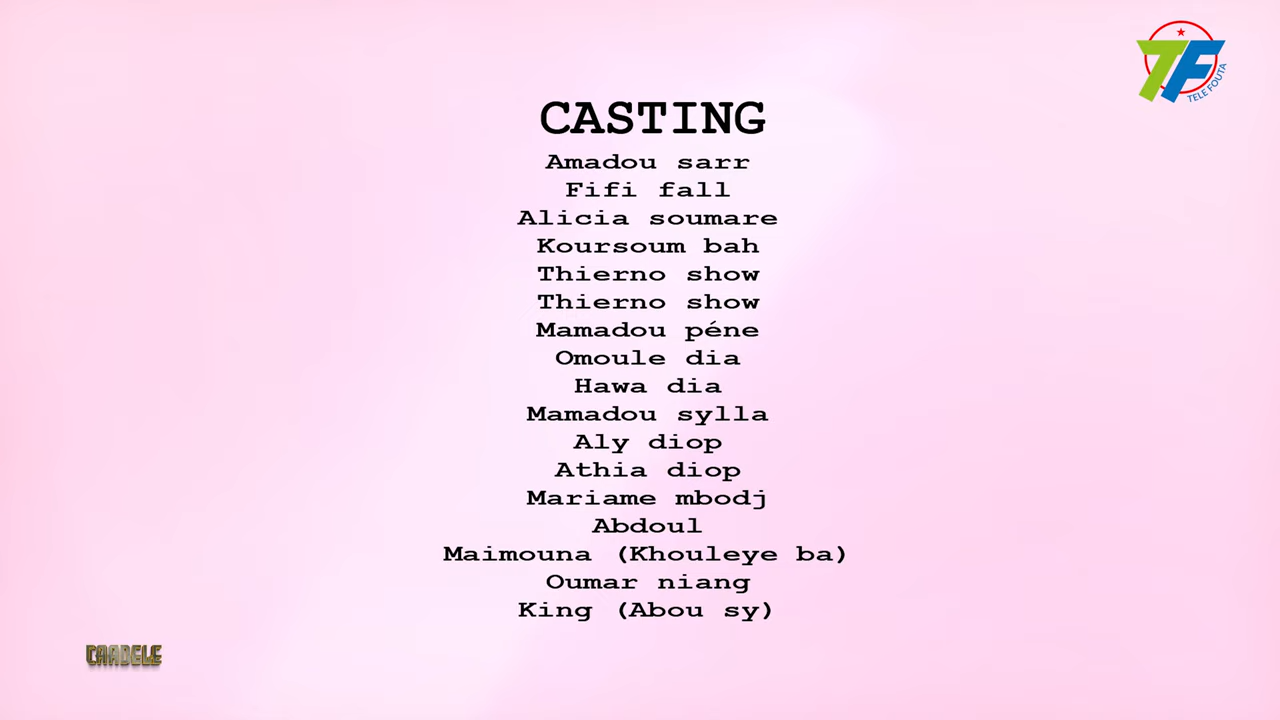 TF
TELE FOUTA
CASTING
Amadou sarr
Fifi fall
Alicia soumare
Koursoum bah
Thierno show
Thierno show
Mamadou péne
Omoule dia
Hawa dia
Mamadou sylla
Aly diop
Athia diop
Mariame mbodj
Abdoul
Maimouna (Khouleye ba)
Oumar niang
King (Abou sy)
CAADELE